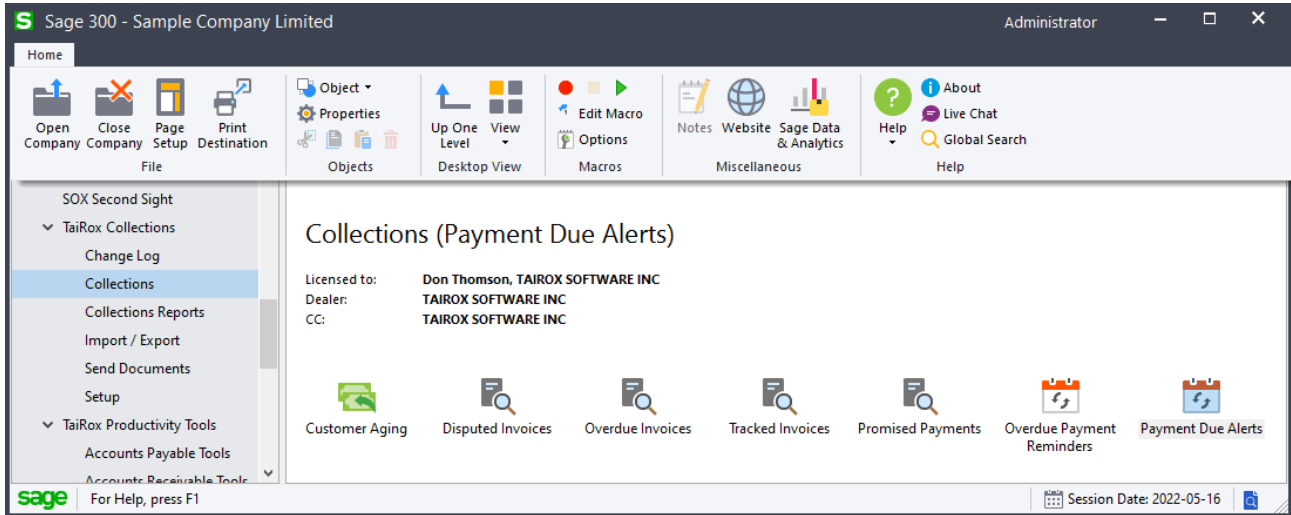 S Sage 300 - Sample Company Limited
Administrator
Home
Open Company
Close Company
Page Setup
Print Destination
File
Object
Properties
Objects
Up One Level
View
Desktop View
Edit Macro
Options
Macros
Notes
Website
Sage Data & Analytics
Miscellaneous
Help
About
Live Chat
Global Search
Help
SOX Second Sight
TaiRox Collections
Change Log
Collections
Collections Reports
Import / Export
Send Documents
Setup
TaiRox Productivity Tools
Accounts Payable Tools
Accounts Receivable Tools
Collections (Payment Due Alerts)
Licensed to: Don Thomson, TAIROX SOFTWARE INC
Dealer: TAIROX SOFTWARE INC
CC: TAIROX SOFTWARE INC
Customer Aging
Disputed Invoices
Overdue Invoices
Tracked Invoices
Promised Payments
Overdue Payment
Reminders
Payment Due Alerts
sage
For Help, press F1
Session Date: 2022-05-16